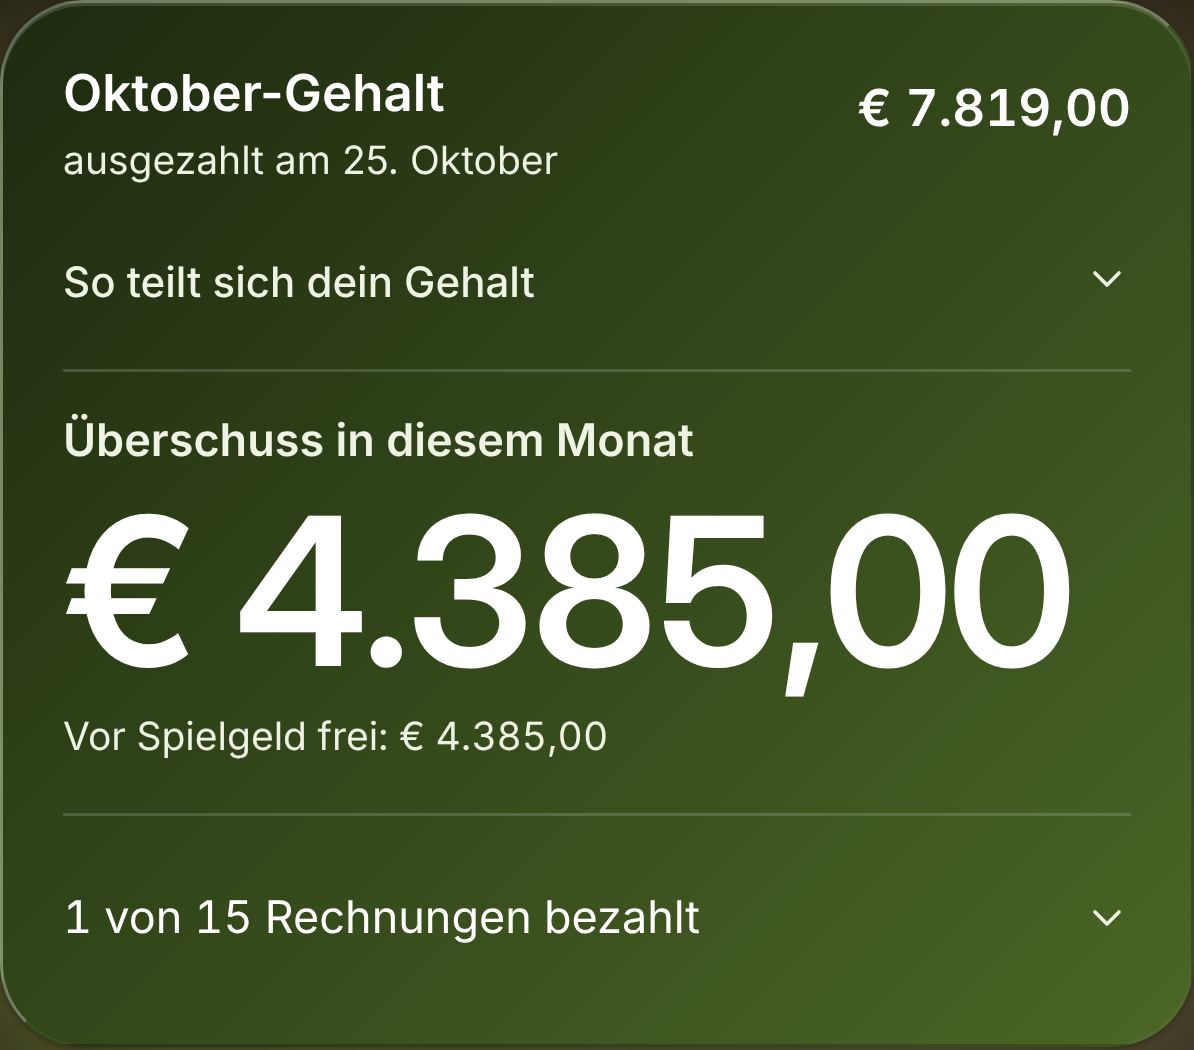 Oktober-Gehalt
€ 7.819,00
ausgezahlt am 25. Oktober
So teilt sich dein Gehalt
Überschuss in diesem Monat
€ 4.385,00
Vor Spielgeld frei: € 4.385,00
1 von 15 Rechnungen bezahlt